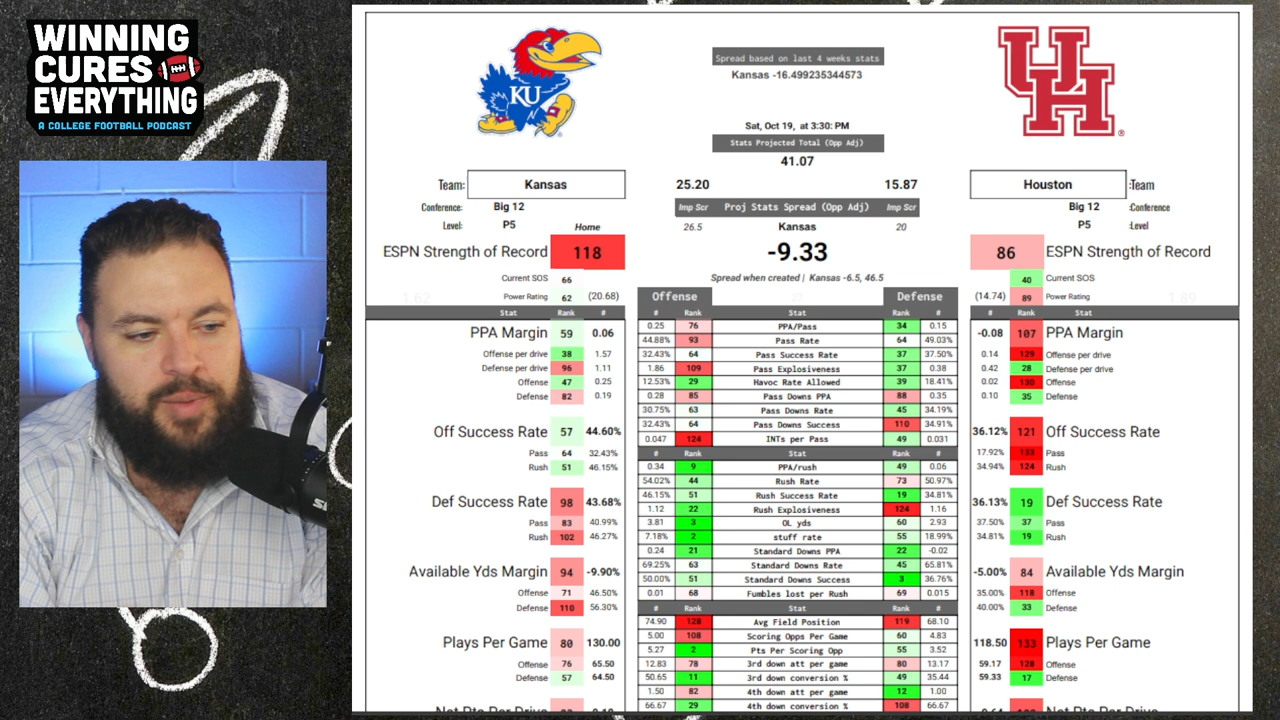 WINNING
CURES
EVERYTHING
A COLLEGE FOOTBALL PODCAST
KU
UH
Spread based on last 4 weeks stats
Kansas -16.499235344573
Sat, Oct 19, at 3:30: PM
Stats Projected Total (Opp Adj)
41.07
Team: Kansas 25.20 15.87 Houston :Team
Conference: Big 12 Imp Scr Proj Stats Spread (Opp Adj) Imp Scr Big 12 :Conference
Level: P5 Home 26.5 Kansas 20 P5 :Level
ESPN Strength of Record 118 -9.33 86 ESPN Strength of Record
Current SOS 66 Spread when created | Kansas -6.5, 46.5 40 Current SOS
Power Rating 62 (20.68) (14.74) 89 Power Rating
Offense Defense
Stat Rank # # Rank Stat Rank # # Rank Stat
PPA Margin 59 0.06 -0.08 107 PPA Margin
Offense per drive 38 1.57 0.14 129 Offense per drive
Defense per drive 96 1.11 0.42 28 Defense per drive
Offense 47 0.25 0.02 130 Offense
Defense 82 0.19 0.10 35 Defense
Off Success Rate 57 44.60% 36.12% 121 Off Success Rate
Pass 64 32.43% 17.92% 133 Pass
Rush 51 46.15% 34.94% 124 Rush
Def Success Rate 98 43.68% 36.13% 19 Def Success Rate
Pass 83 40.99% 37.50% 37 Pass
Rush 102 46.27% 34.81% 19 Rush
Available Yds Margin 94 -9.90% -5.00% 84 Available Yds Margin
Offense 71 46.50% 35.00% 118 Offense
Defense 110 56.30% 40.00% 33 Defense
Plays Per Game 80 130.00 118.50 133 Plays Per Game
Offense 76 65.50 59.17 128 Offense
Defense 57 64.50 59.33 17 Defense
0.25 76 PPA/Pass 34 0.15
44.88% 93 Pass Rate 64 49.03%
32.43% 64 Pass Success Rate 37 37.50%
1.86 109 Pass Explosiveness 37 0.38
12.53% 29 Havoc Rate Allowed 39 18.41%
0.28 85 Pass Downs PPA 88 0.35
30.75% 63 Pass Downs Rate 45 34.19%
32.43% 64 Pass Downs Success 110 34.91%
0.047 124 INTs per Pass 49 0.031
# Rank Stat Rank #
0.34 9 PPA/rush 49 0.06
54.02% 44 Rush Rate 73 50.97%
46.15% 51 Rush Success Rate 19 34.81%
1.12 22 Rush Explosiveness 124 1.16
3.81 3 OL yds 60 2.93
7.18% 2 stuff rate 55 18.99%
0.24 21 Standard Downs PPA 22 -0.02
69.25% 63 Standard Downs Rate 45 65.81%
50.00% 51 Standard Downs Success 3 36.76%
0.01 68 Fumbles lost per Rush 69 0.015
# Rank Stat Rank #
74.90 128 Avg Field Position 119 68.10
5.00 108 Scoring Opps Per Game 60 4.83
5.27 2 Pts Per Scoring Opp 55 3.52
12.83 78 3rd down att per game 80 13.17
50.65 11 3rd down conversion % 49 35.44
1.50 82 4th down att per game 12 1.00
66.67 29 4th down conversion % 108 66.67